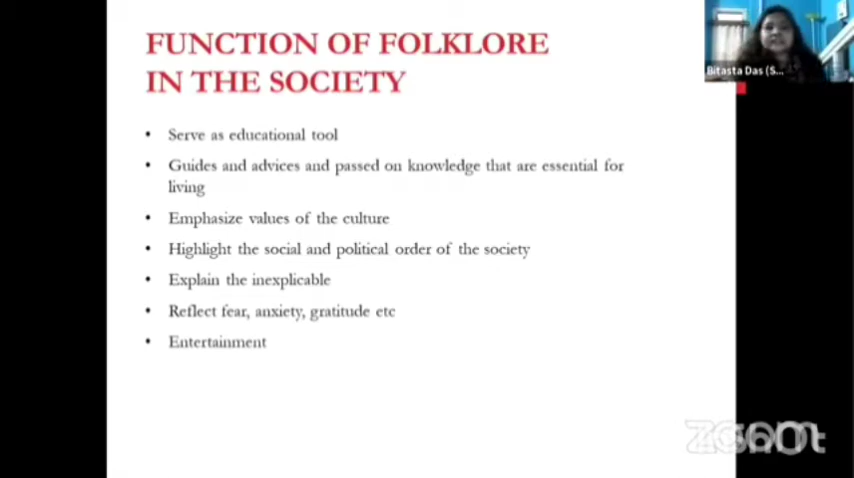 FUNCTION OF FOLKLORE
IN THE SOCIETY
Bitasta Das (S...
• Serve as educational tool
• Guides and advices and passed on knowledge that are essential for
living
• Emphasize values of the culture
• Highlight the social and political order of the society
• Explain the inexplicable
• Reflect fear, anxiety, gratitude etc
• Entertainment